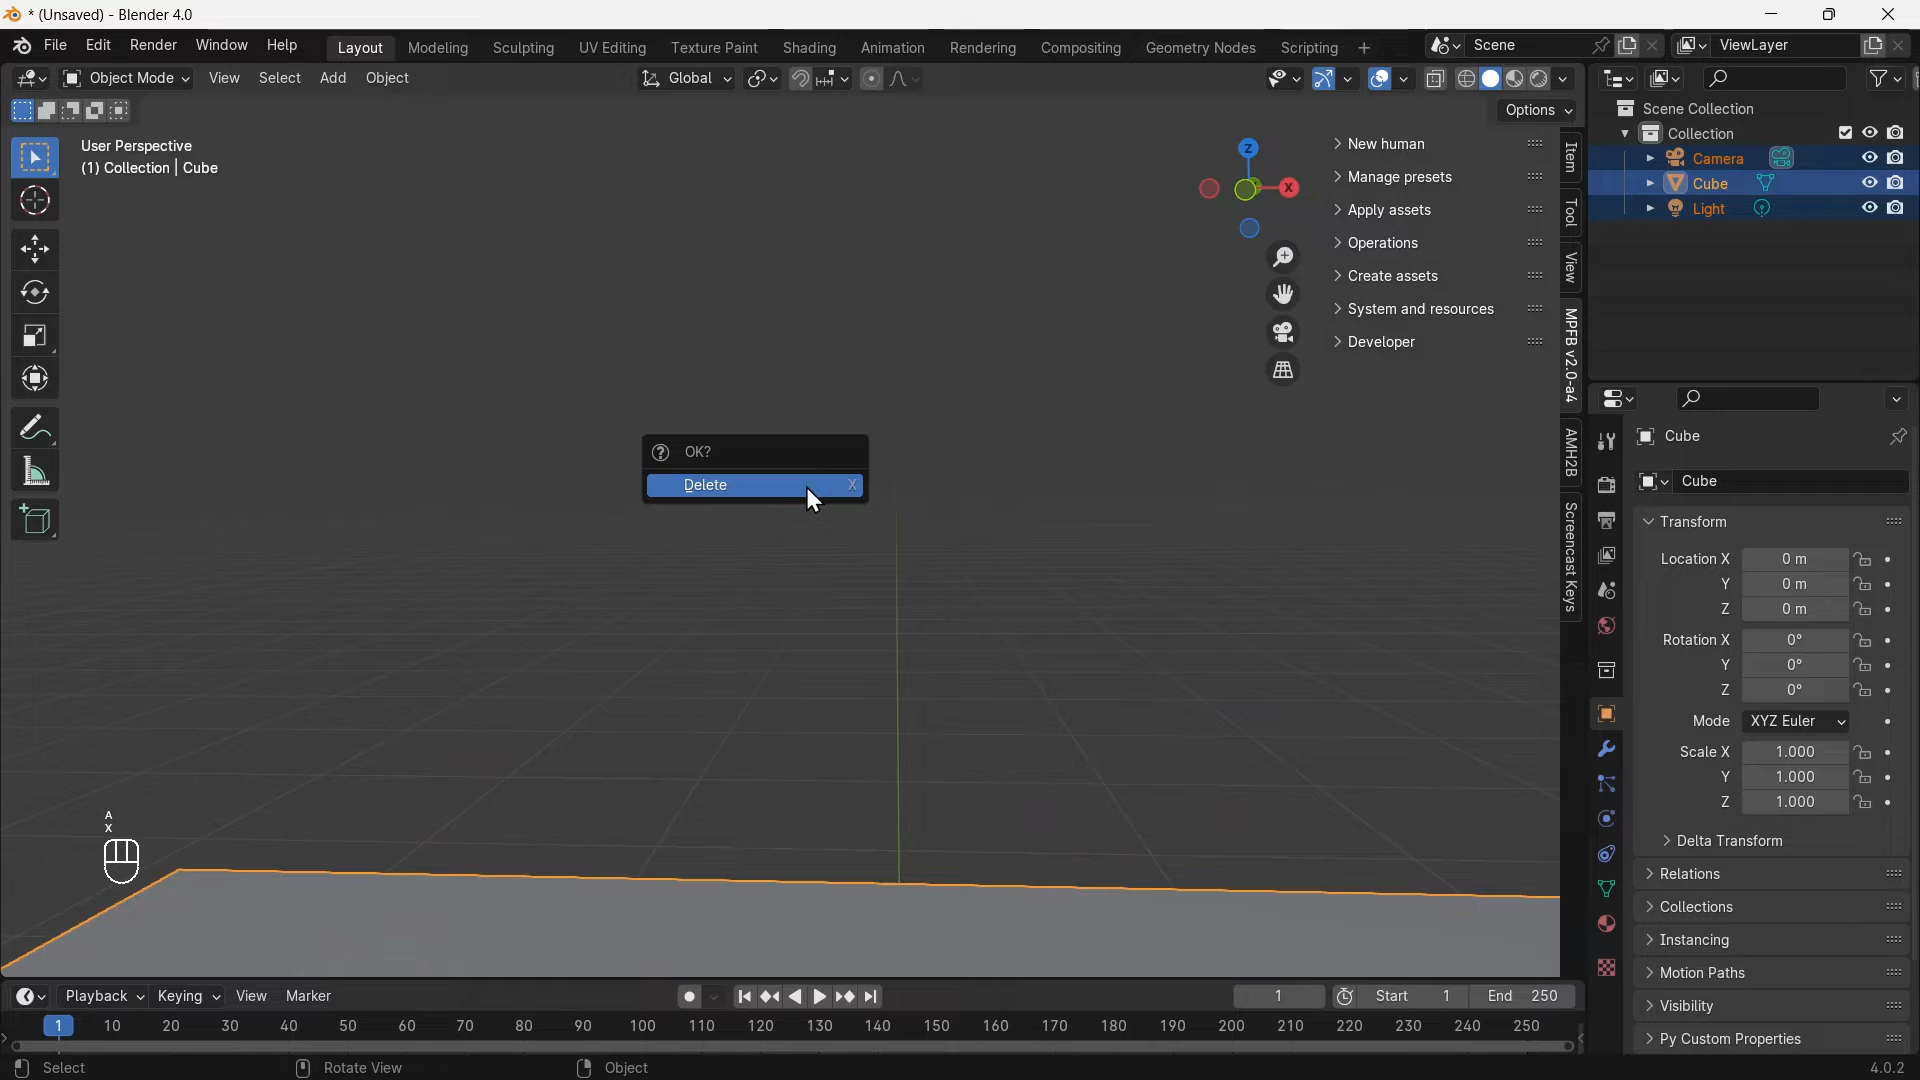 * (Unsaved) - Blender 4.0
File Edit Render Window Help
Layout Modeling Sculpting UV Editing Texture Paint Shading Animation Rendering Compositing Geometry Nodes Scripting +
Scene
ViewLayer
Object Mode View Select Add Object
Global
Options
User Perspective
(1) Collection | Cube
Z
X
New human
Manage presets
Apply assets
Operations
Create assets
System and resources
Developer
Item
Tool
View
MPFB v2.0-a4
AMH2B
Screencast Keys
Scene Collection
Collection
Camera
Cube
Light
OK?
Delete X
A
X
Cube
Cube
Transform
Location X 0 m
Y 0 m
Z 0 m
Rotation X 0°
Y 0°
Z 0°
Mode XYZ Euler
Scale X 1.000
Y 1.000
Z 1.000
Delta Transform
Relations
Collections
Instancing
Motion Paths
Visibility
Py Custom Properties
Playback Keying View Marker
1
Start 1
End 250
1 10 20 30 40 50 60 70 80 90 100 110 120 130 140 150 160 170 180 190 200 210 220 230 240 250
Select
Rotate View
Object
4.0.2